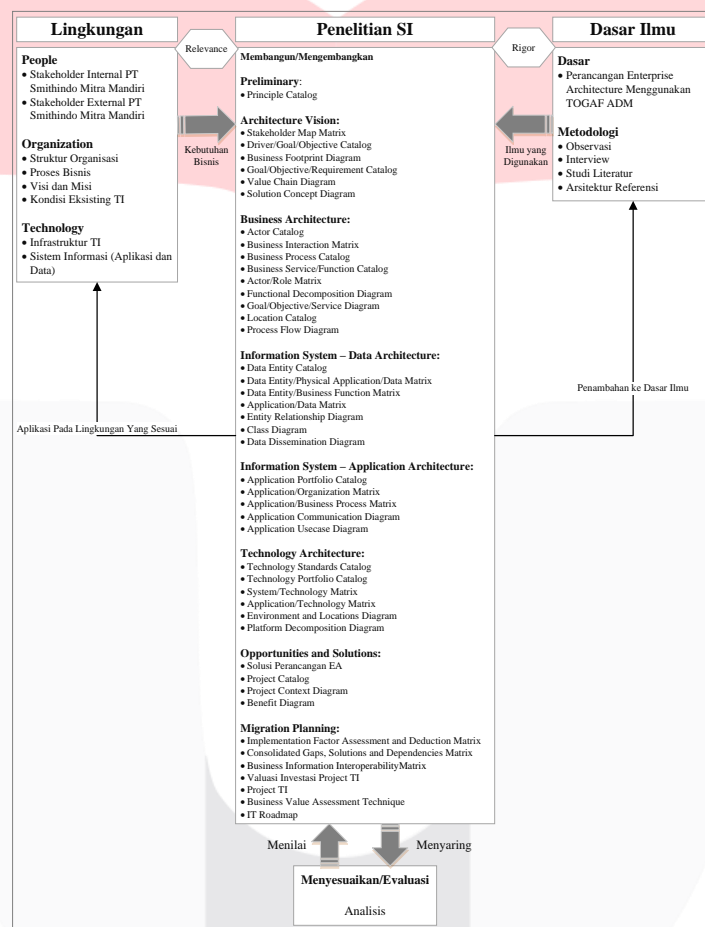 Lingkungan
People
• Stakeholder Internal PT
Smithindo Mitra Mandiri
• Stakeholder External PT
Smithindo Mitra Mandiri
Organization
• Struktur Organisasi
• Proses Bisnis
• Visi dan Misi
• Kondisi Eksisting TI
Technology
• Infrastruktur TI
• Sistem Informasi (Aplikasi dan
Data)
Relevance
Kebutuhan
Bisnis
Penelitian SI
Membangun/Mengembangkan
Preliminary:
• Principle Catalog
Architecture Vision:
• Stakeholder Map Matrix
• Driver/Goal/Objective Catalog
• Business Footprint Diagram
• Goal/Objective/Requirement Catalog
• Value Chain Diagram
• Solution Concept Diagram
Business Architecture:
• Actor Catalog
• Business Interaction Matrix
• Business Process Catalog
• Business Service/Function Catalog
• Actor/Role Matrix
• Functional Decomposition Diagram
• Goal/Objective/Service Diagram
• Location Catalog
• Process Flow Diagram
Information System – Data Architecture:
• Data Entity Catalog
• Data Entity/Physical Application/Data Matrix
• Data Entity/Business Function Matrix
• Application/Data Matrix
• Entity Relationship Diagram
• Class Diagram
• Data Dissemination Diagram
Information System – Application Architecture:
• Application Portfolio Catalog
• Application/Organization Matrix
• Application/Business Process Matrix
• Application Communication Diagram
• Application Usecase Diagram
Technology Architecture:
• Technology Standards Catalog
• Technology Portfolio Catalog
• System/Technology Matrix
• Application/Technology Matrix
• Environment and Locations Diagram
• Platform Decomposition Diagram
Opportunities and Solutions:
• Solusi Perancangan EA
• Project Catalog
• Project Context Diagram
• Benefit Diagram
Migration Planning:
• Implementation Factor Assessment and Deduction Matrix
• Consolidated Gaps, Solutions and Dependencies Matrix
• Business Information InteroperabilityMatrix
• Valuasi Investasi Project TI
• Project TI
• Business Value Assessment Technique
• IT Roadmap
Rigor
Ilmu yang
Digunakan
Dasar Ilmu
Dasar
• Perancangan Enterprise
Architecture Menggunakan
TOGAF ADM
Metodologi
• Observasi
• Interview
• Studi Literatur
• Arsitektur Referensi
Aplikasi Pada Lingkungan Yang Sesuai
Penambahan ke Dasar Ilmu
Menilai
Menyaring
Menyesuaikan/Evaluasi
Analisis